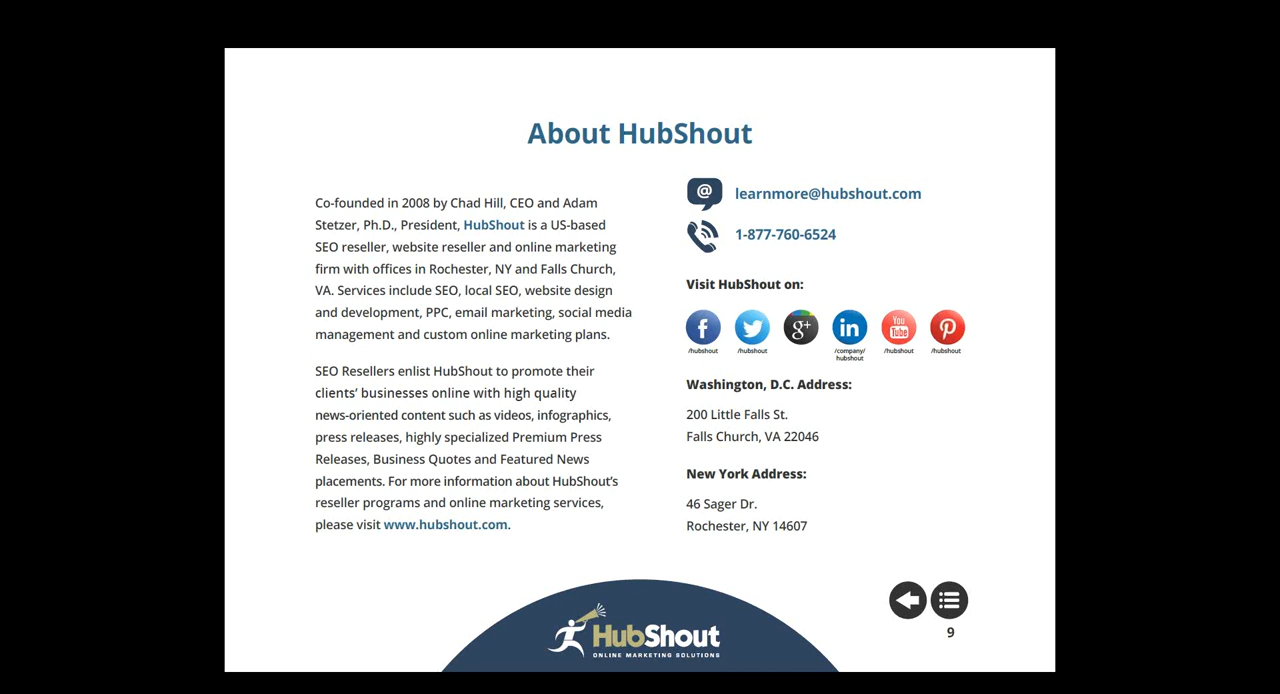 About HubShout
Co-founded in 2008 by Chad Hill, CEO and Adam
Stetzer, Ph.D., President, HubShout is a US-based
SEO reseller, website reseller and online marketing
firm with offices in Rochester, NY and Falls Church,
VA. Services include SEO, local SEO, website design
and development, PPC, email marketing, social media
management and custom online marketing plans.
SEO Resellers enlist HubShout to promote their
clients’ businesses online with high quality
news-oriented content such as videos, infographics,
press releases, highly specialized Premium Press
Releases, Business Quotes and Featured News
placements. For more information about HubShout’s
reseller programs and online marketing services,
please visit www.hubshout.com.
@ learnmore@hubshout.com
1-877-760-6524
Visit HubShout on:
f g+ in You Tube
/hubshout /hubshout /company/ /hubshout /hubshout
hubshout
Washington, D.C. Address:
200 Little Falls St.
Falls Church, VA 22046
New York Address:
46 Sager Dr.
Rochester, NY 14607
HubShout
ONLINE MARKETING SOLUTIONS
9